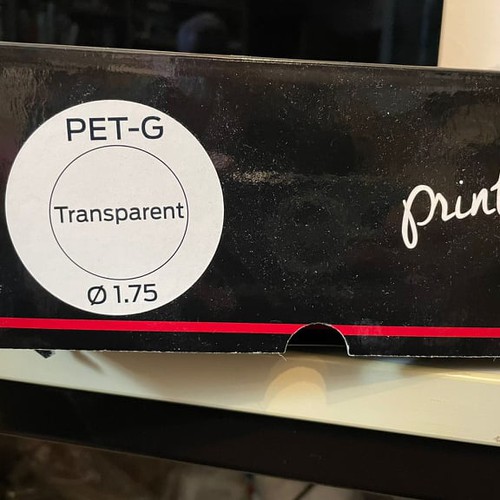 PET-G
Transparent
Ø 1.75
Print